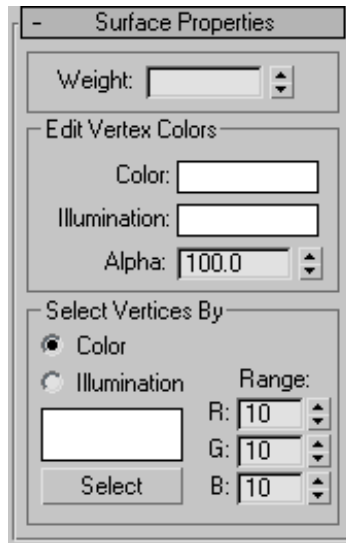 - Surface Properties
Weight:
Edit Vertex Colors
Color:
Illumination:
Alpha: 100.0
Select Vertices By
Color
Illumination Range:
R: 10
G: 10
Select B: 10